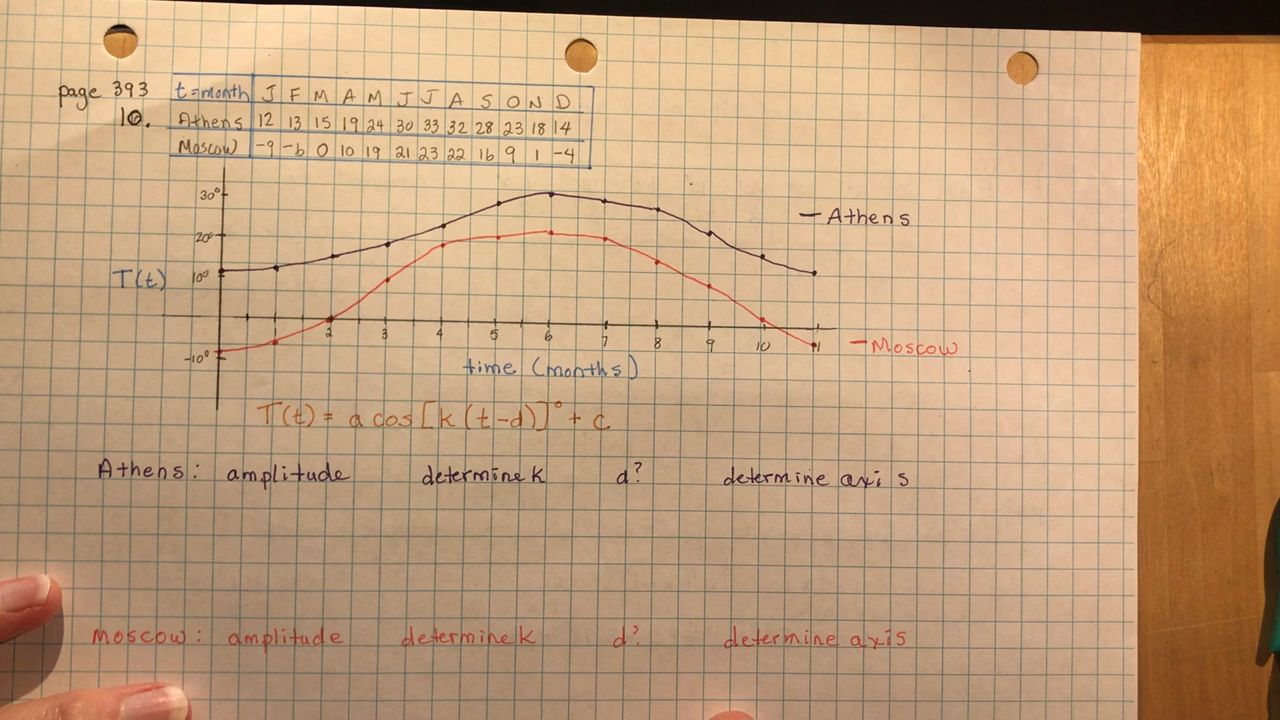 page 393
10.
t=month J F M A M J J A S O N D
Athens 12 13 15 19 24 30 33 32 28 23 18 14
Moscow -9 -6 0 10 19 21 23 22 16 9 1 -4
30°
20°
10°
-10°
T(t)
2 3 4 5 6 7 8 9 10 11
time (months)
— Athens
— Moscow
T(t) = a cos[k(t-d)]° + c
Athens: amplitude determine k d? determine axis
Moscow: amplitude determine k d? determine axis